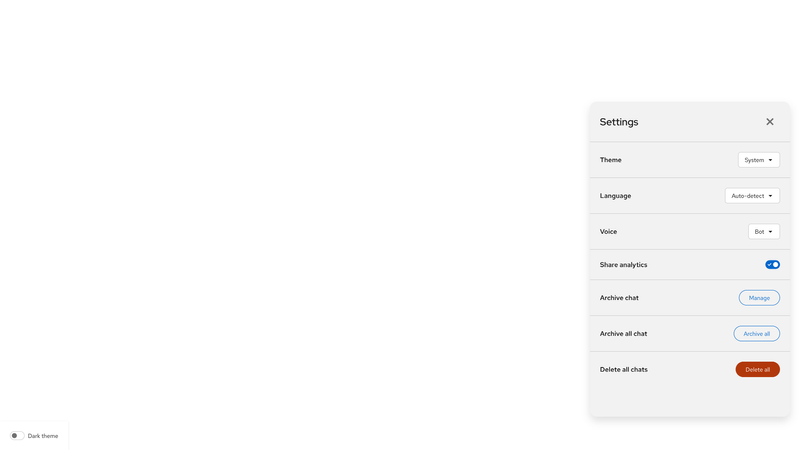 Settings
Theme
System
Language
Auto-detect
Voice
Bot
Share analytics
Archive chat
Manage
Archive all chat
Archive all
Delete all chats
Delete all
Dark theme